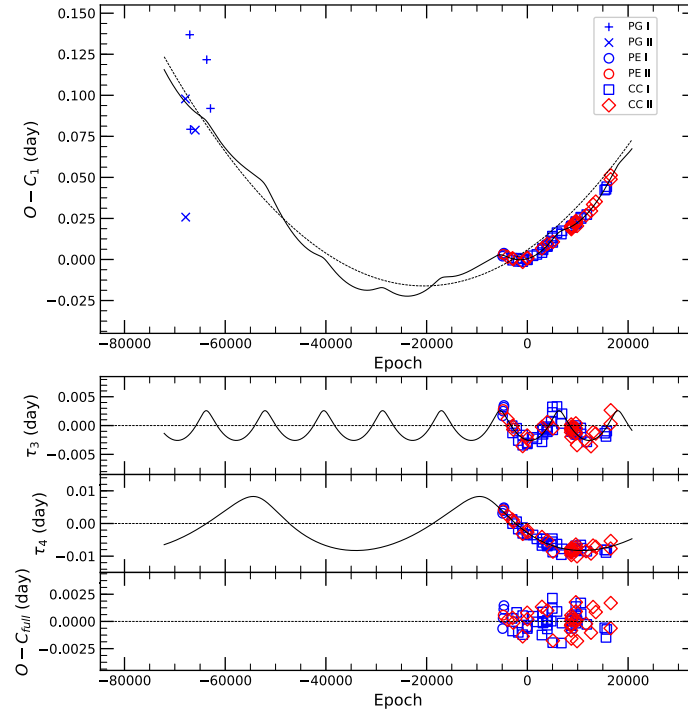 0.150
0.125
0.100
0.075
0.050
0.025
0.000
−0.025
O − C₁ (day)
PG I
PG II
PE I
PE II
CC I
CC II
−80000 −60000 −40000 −20000 0 20000
Epoch
0.005
0.000
−0.005
τ₃ (day)
0.01
0.00
−0.01
τ₄ (day)
0.0025
0.0000
−0.0025
O − C_full (day)
−80000 −60000 −40000 −20000 0 20000
Epoch